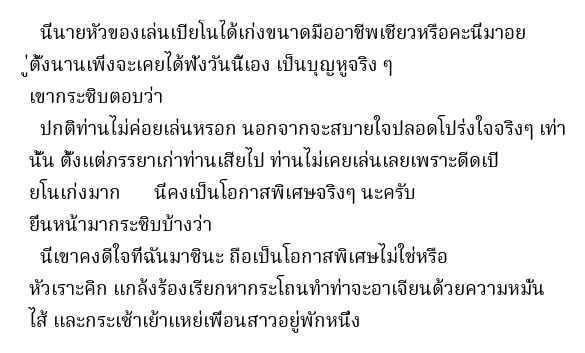 นี่นายหัวของเล่นเปียโนได้เก่งขนาดมืออาชีพเชียวหรือคะนี่มาอย
ู่ตั้งนานเพิ่งจะเคยได้ฟังวันนี้เอง เป็นบุญหูจริง ๆ
เขากระซิบตอบว่า
ปกติท่านไม่ค่อยเล่นหรอก นอกจากจะสบายใจปลอดโปร่งใจจริงๆ เท่า
นั้น ตั้งแต่ภรรยาเก่าท่านเสียไป ท่านไม่เคยเล่นเลยเพราะดีดเปี
ยโนเก่งมาก นี่คงเป็นโอกาสพิเศษจริงๆ นะครับ
ยื่นหน้ามากระซิบบ้างว่า
นี่เขาคงดีใจที่ฉันมาซินะ ถือเป็นโอกาสพิเศษไม่ใช่หรือ
หัวเราะคิก แกล้งร้องเรียกหากระโถนทำท่าจะอาเจียนด้วยความหมั่น
ไส้ และกระเซ้าเย้าแหย่เพื่อนสาวอยู่พักหนึ่ง